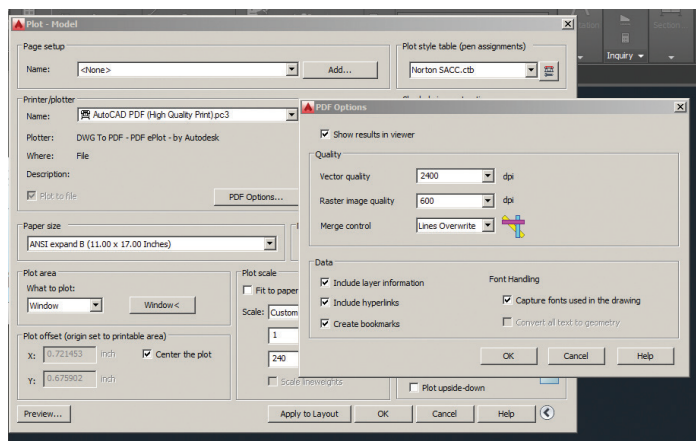 Plot - Model
Page setup
Name:
<None>
Add...
Plot style table (pen assignments)
Norton SACC.ctb
Inquiry
Section
Printer/plotter
Name:
AutoCAD PDF (High Quality Print).pc3
Plotter:
DWG To PDF - PDF ePlot - by Autodesk
Where:
File
Description:
Plot to file
PDF Options...
Paper size
ANSI expand B (11.00 x 17.00 Inches)
Plot area
What to plot:
Window
Window<
Plot offset (origin set to printable area)
X:
0.721453
inch
Center the plot
Y:
0.675902
inch
Plot scale
Fit to paper
Scale:
Custom
1
240
Scale lineweights
Plot upside-down
Preview...
Apply to Layout
OK
Cancel
Help
PDF Options
Show results in viewer
Quality
Vector quality
2400
dpi
Raster image quality
600
dpi
Merge control
Lines Overwrite
Data
Include layer information
Include hyperlinks
Create bookmarks
Font Handling
Capture fonts used in the drawing
Convert all text to geometry
OK
Cancel
Help